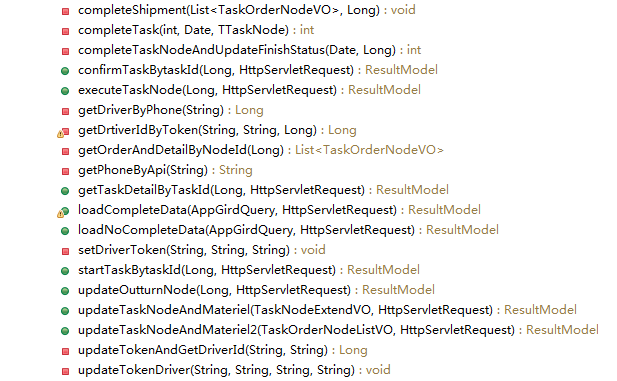 completeShipment(List<TaskOrderNodeVO>, Long) : void
completeTask(int, Date, TTaskNode) : int
completeTaskNodeAndUpdateFinishStatus(Date, Long) : int
confirmTaskBytaskId(Long, HttpServletRequest) : ResultModel
executeTaskNode(Long, HttpServletRequest) : ResultModel
getDriverByPhone(String) : Long
getDrtiverIdByToken(String, String, Long) : Long
getOrderAndDetailByNodeId(Long) : List<TaskOrderNodeVO>
getPhoneByApi(String) : String
getTaskDetailByTaskId(Long, HttpServletRequest) : ResultModel
loadCompleteData(AppGirdQuery, HttpServletRequest) : ResultModel
loadNoCompleteData(AppGirdQuery, HttpServletRequest) : ResultModel
setDriverToken(String, String, String) : void
startTaskBytaskId(Long, HttpServletRequest) : ResultModel
updateOutturnNode(Long, HttpServletRequest) : ResultModel
updateTaskNodeAndMateriel(TaskNodeExtendVO, HttpServletRequest) : ResultModel
updateTaskNodeAndMateriel2(TaskOrderNodeListVO, HttpServletRequest) : ResultModel
updateTokenAndGetDriverId(String, String) : Long
updateTokenDriver(String, String, String, String) : void